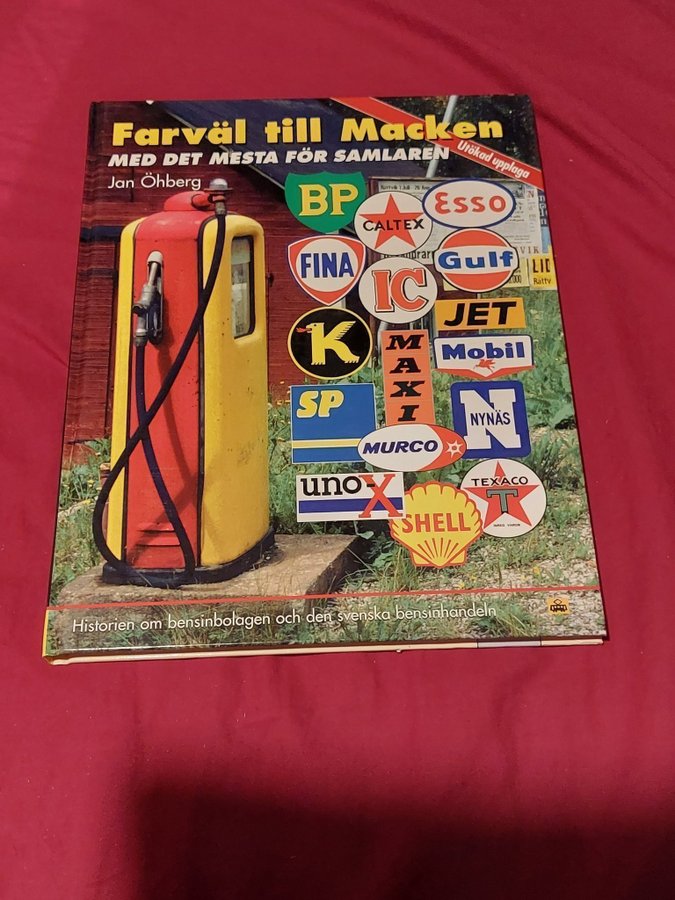 Farväl till Macken
MED DET MESTA FÖR SAMLAREN
Utökad upplaga
Jan Öhberg
BP
CALTEX
ESSO
FINA
IC
Gulf
JET
K
MAXI
Mobil
SP
NYNÄS
N
MURCO
uno-X
SHELL
TEXACO
T
Historien om bensinbolagen och den svenska bensinhandeln